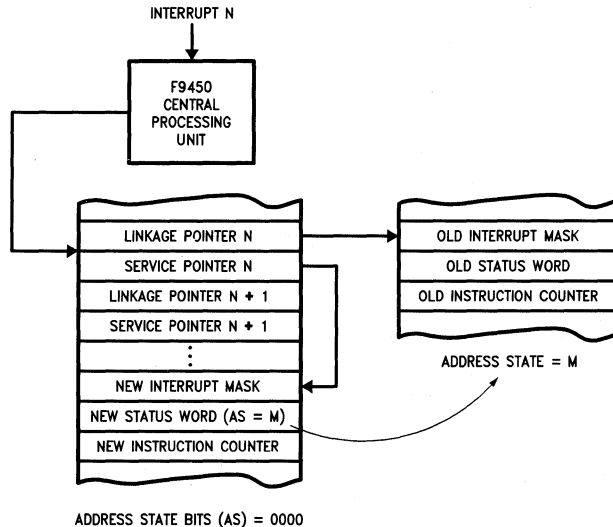 INTERRUPT N
F9450
CENTRAL
PROCESSING
UNIT
LINKAGE POINTER N
SERVICE POINTER N
LINKAGE POINTER N + 1
SERVICE POINTER N + 1
⋮
NEW INTERRUPT MASK
NEW STATUS WORD (AS = M)
NEW INSTRUCTION COUNTER
ADDRESS STATE BITS (AS) = 0000
OLD INTERRUPT MASK
OLD STATUS WORD
OLD INSTRUCTION COUNTER
ADDRESS STATE = M